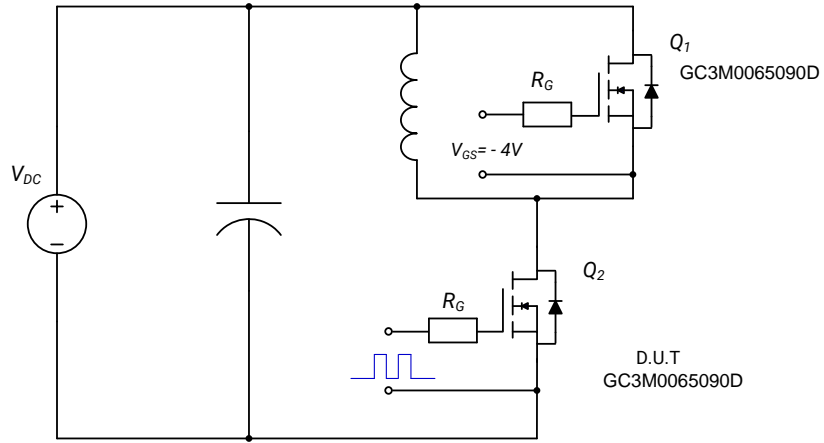 Q1
GC3M0065090D
RG
VGS= - 4V
VDC
+
−
Q2
RG
D.U.T
GC3M0065090D